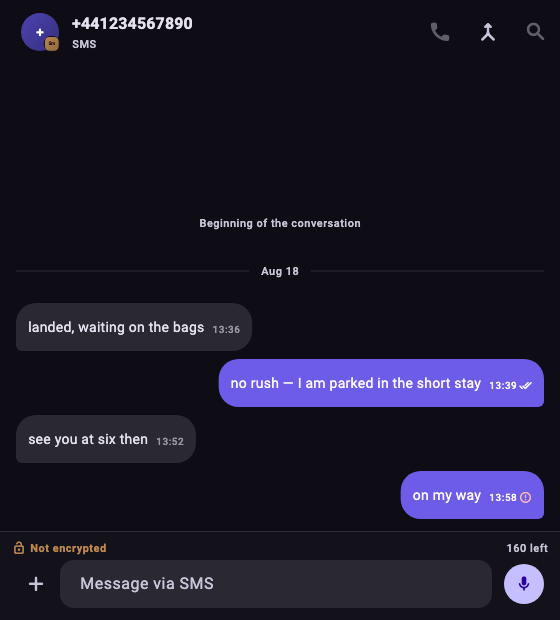 +441234567890
SMS
Beginning of the conversation
Aug 18
landed, waiting on the bags 13:36
no rush — I am parked in the short stay 13:39
see you at six then 13:52
on my way 13:58
Not encrypted
160 left
Message via SMS